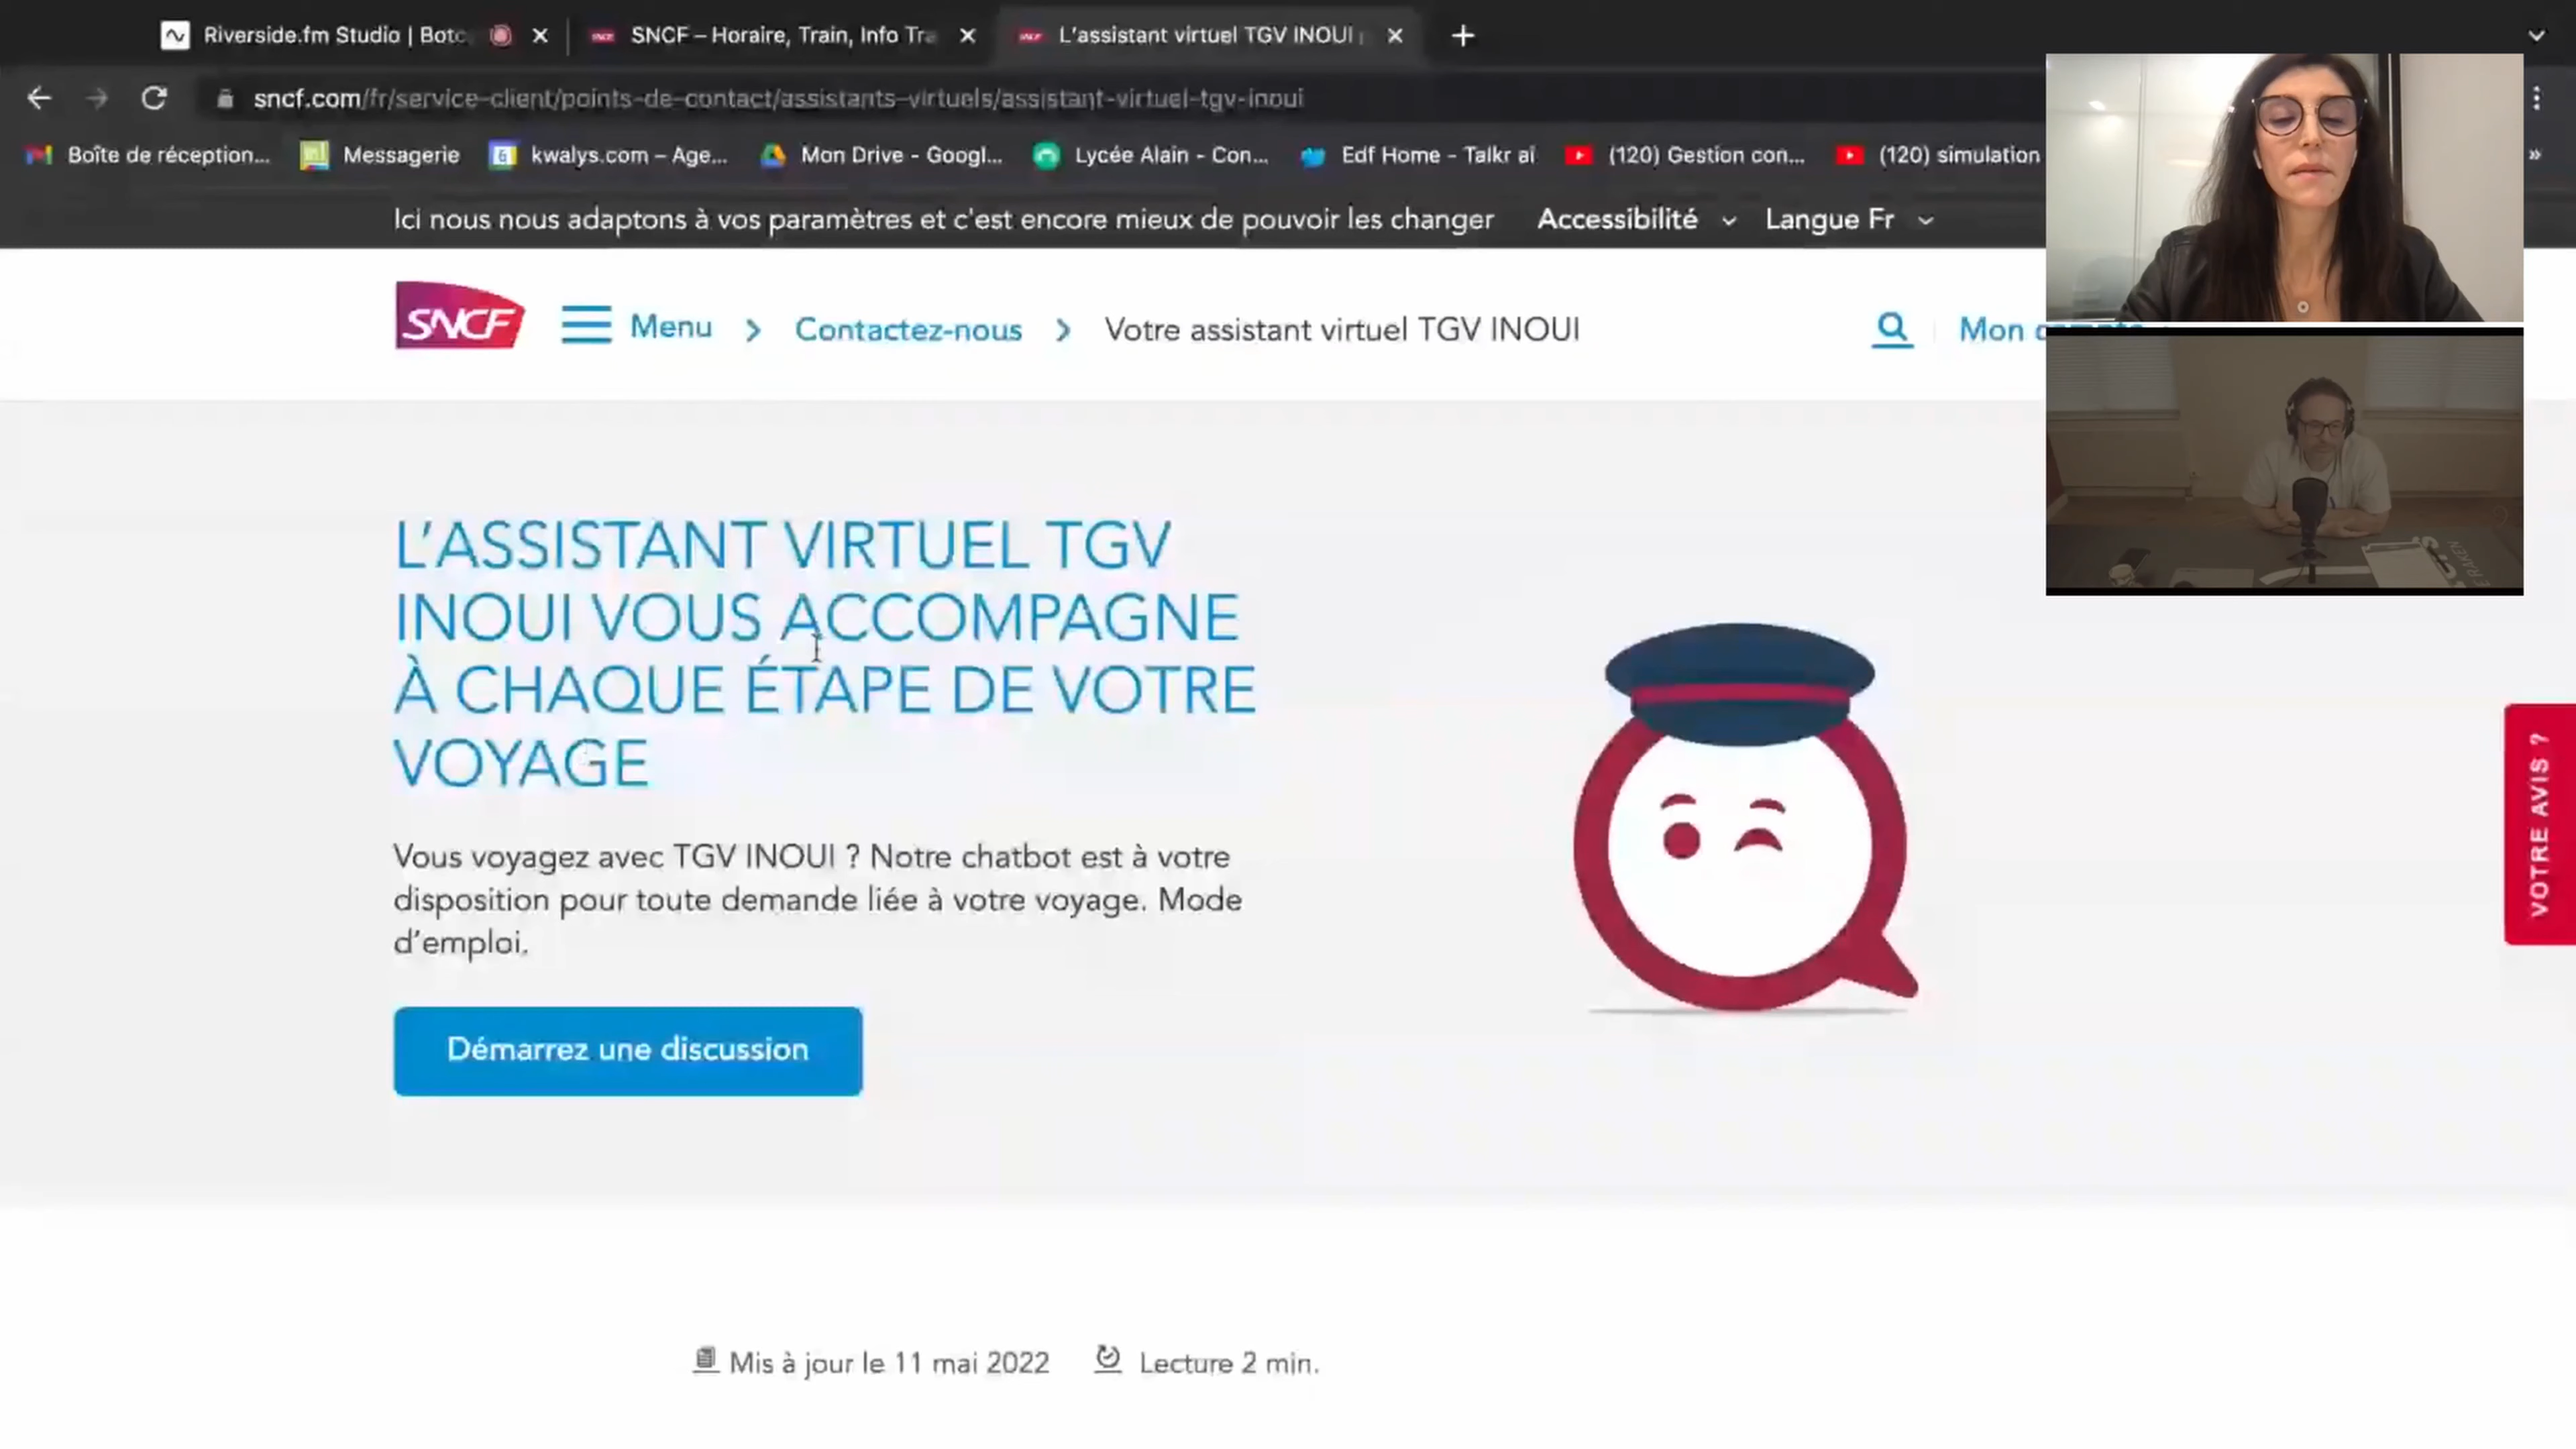 Riverside.fm Studio | Botc
SNCF – Horaire, Train, Info Tra
L'assistant virtuel TGV INOUI
sncf.com/fr/service-client/points-de-contact/assistants-virtuels/assistant-virtuel-tgv-inoui
Boîte de réception...
Messagerie
kwalys.com – Age...
Mon Drive - Googl...
Lycée Alain - Con...
Edf Home - Talkr ai
(120) Gestion con...
(120) simulation
Ici nous nous adaptons à vos paramètres et c'est encore mieux de pouvoir les changer
Accessibilité
Langue Fr
SNCF
Menu
Contactez-nous
Votre assistant virtuel TGV INOUI
Mon
L'ASSISTANT VIRTUEL TGV
INOUI VOUS ACCOMPAGNE
À CHAQUE ÉTAPE DE VOTRE
VOYAGE
Vous voyagez avec TGV INOUI ? Notre chatbot est à votre
disposition pour toute demande liée à votre voyage. Mode
d'emploi.
Démarrez une discussion
VOTRE AVIS ?
Mis à jour le 11 mai 2022
Lecture 2 min.